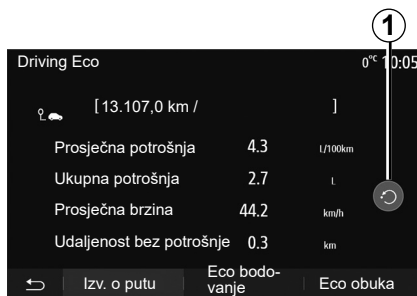 1
Driving Eco 0°C 10:05
[ 13.107,0 km / ]
Prosječna potrošnja 4.3 L/100km
Ukupna potrošnja 2.7 L
Prosječna brzina 44.2 km/h
Udaljenost bez potrošnje 0.3 km
Izv. o putu
Eco bodo-
vanje
Eco obuka